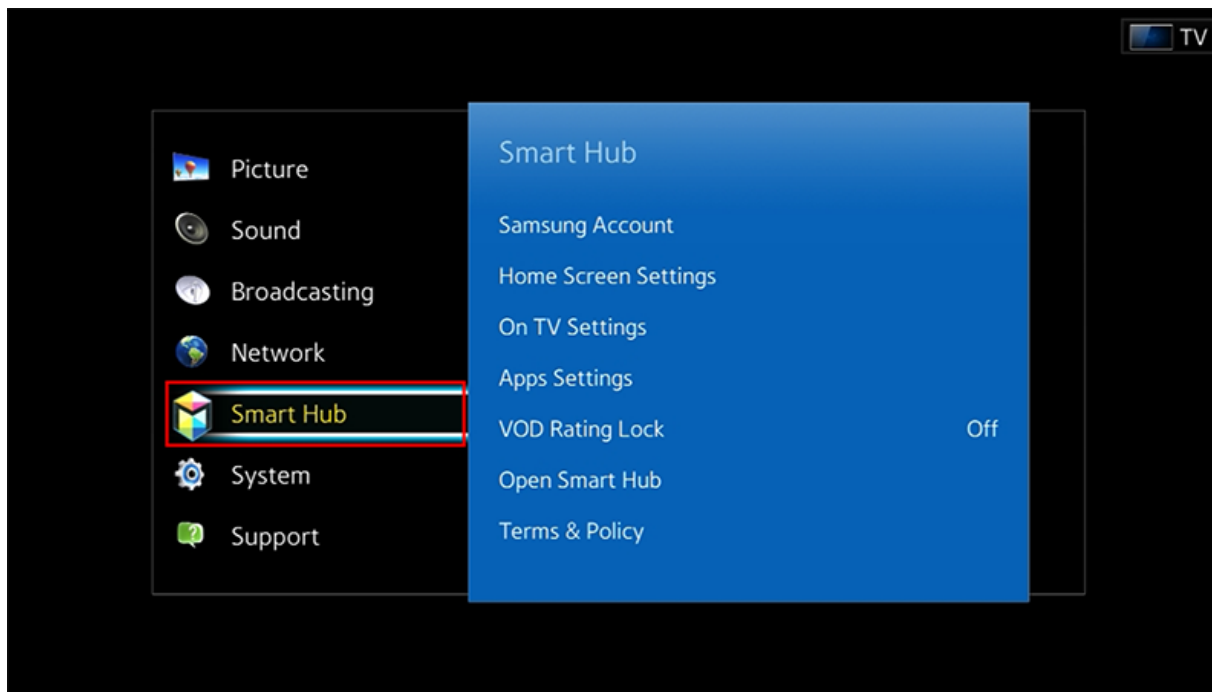 TV
Picture
Sound
Broadcasting
Network
Smart Hub
System
Support
Smart Hub
Samsung Account
Home Screen Settings
On TV Settings
Apps Settings
VOD Rating Lock Off
Open Smart Hub
Terms & Policy